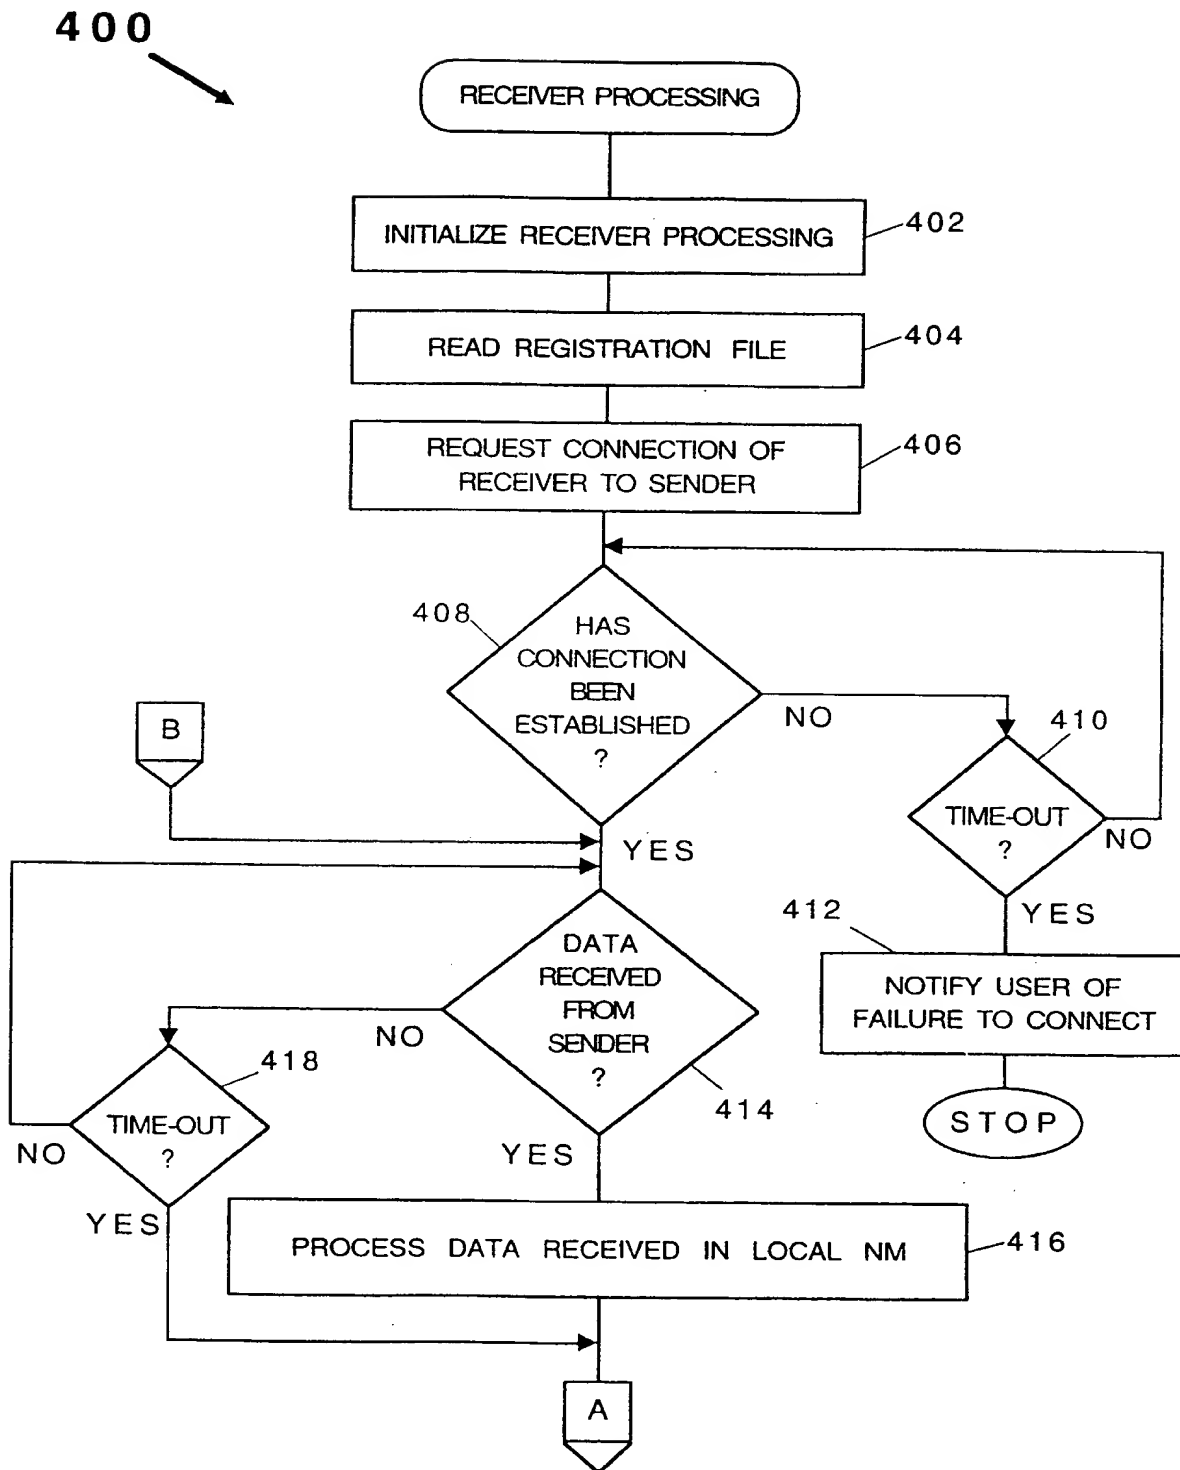 400
RECEIVER PROCESSING
INITIALIZE RECEIVER PROCESSING
402
READ REGISTRATION FILE
404
REQUEST CONNECTION OF
RECEIVER TO SENDER
406
408
HAS
CONNECTION
BEEN
ESTABLISHED
?
NO
410
TIME-OUT
?
NO
YES
B
YES
412
NOTIFY USER OF
FAILURE TO CONNECT
STOP
DATA
RECEIVED
FROM
SENDER
?
414
NO
418
TIME-OUT
?
NO
YES
YES
PROCESS DATA RECEIVED IN LOCAL NM
416
A